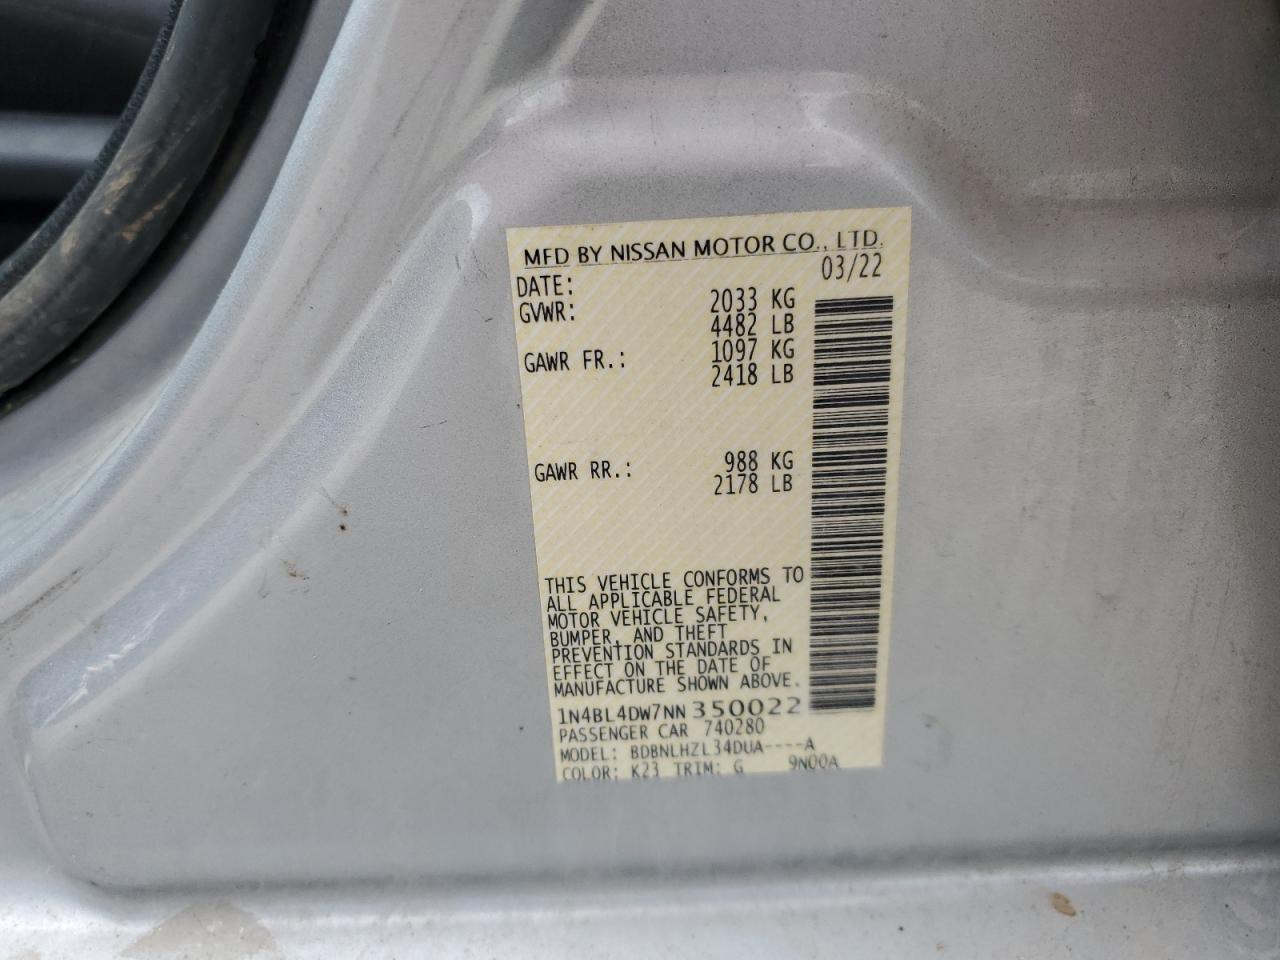 MFD BY NISSAN MOTOR CO., LTD.
DATE: 03/22
GVWR: 2033 KG
4482 LB
GAWR FR.: 1097 KG
2418 LB
GAWR RR.: 988 KG
2178 LB
THIS VEHICLE CONFORMS TO
ALL APPLICABLE FEDERAL
MOTOR VEHICLE SAFETY,
BUMPER, AND THEFT
PREVENTION STANDARDS IN
EFFECT ON THE DATE OF
MANUFACTURE SHOWN ABOVE.
1N4BL4DW7NN350022
PASSENGER CAR 740280
MODEL: BDBNLHZL34DUA----A
COLOR: K23 TRIM: G 9N00A